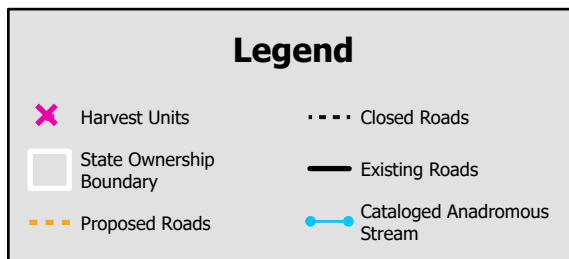 Legend
Harvest Units
State Ownership
Boundary
Proposed Roads
Closed Roads
Existing Roads
Cataloged Anadromous
Stream